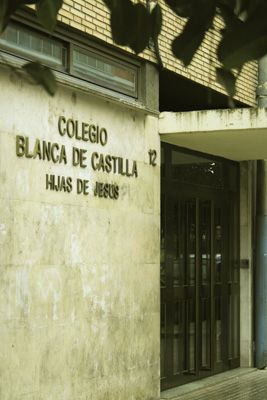 COLEGIO
BLANCA DE CASTILLA 12
HIJAS DE JESUS